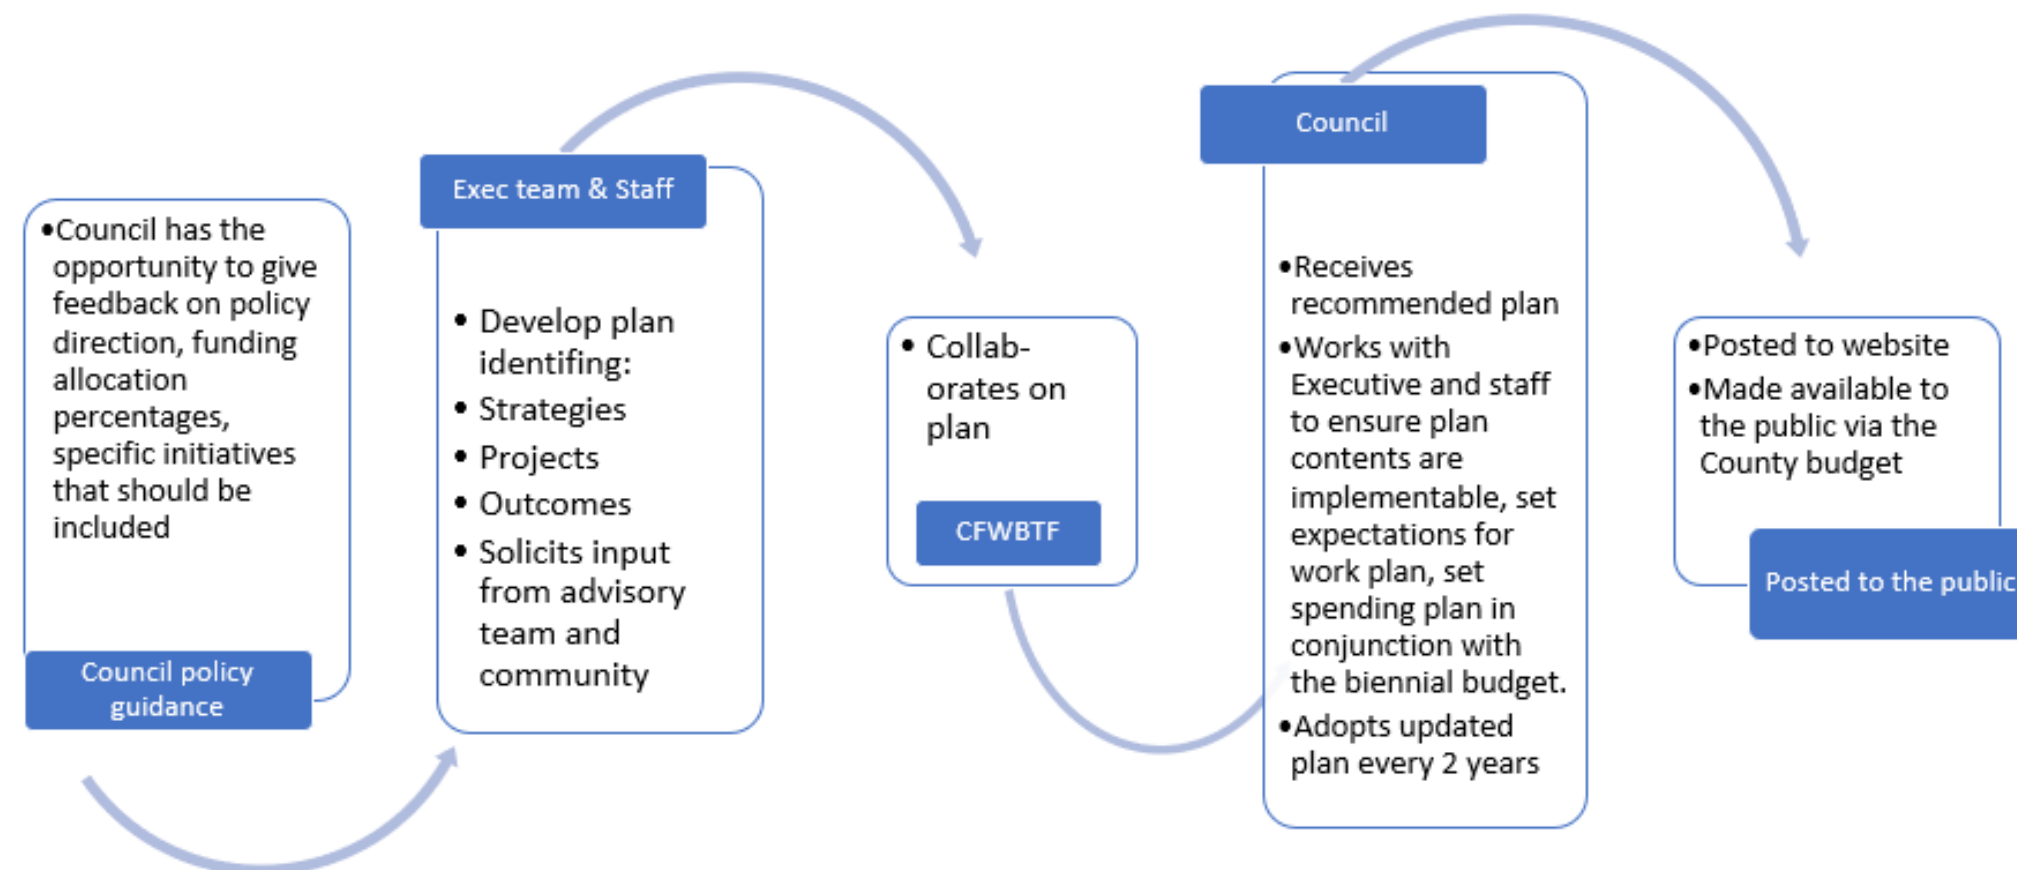 •Council has the
opportunity to give
feedback on policy
direction, funding
allocation
percentages,
specific initiatives
that should be
included
Council policy
guidance
Exec team & Staff
• Develop plan
identifing:
• Strategies
• Projects
• Outcomes
• Solicits input
from advisory
team and
community
• Collab-
orates on
plan
CFWBTF
Council
•Receives
recommended plan
•Works with
Executive and staff
to ensure plan
contents are
implementable, set
expectations for
work plan, set
spending plan in
conjunction with
the biennial budget.
•Adopts updated
plan every 2 years
•Posted to website
•Made available to
the public via the
County budget
Posted to the public